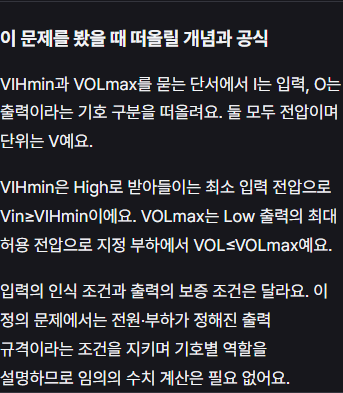 이 문제를 봤을 때 떠올릴 개념과 공식
VIHmin과 VOLmax를 묻는 단서에서 I는 입력, O는
출력이라는 기호 구분을 떠올려요. 둘 모두 전압이며
단위는 V예요.
VIHmin은 High로 받아들이는 최소 입력 전압으로
Vin≥VIHmin이에요. VOLmax는 Low 출력의 최대
허용 전압으로 지정 부하에서 VOL≤VOLmax예요.
입력의 인식 조건과 출력의 보증 조건은 달라요. 이
정의 문제에서는 전원·부하가 정해진 출력
규격이라는 조건을 지키며 기호별 역할을
설명하므로 임의의 수치 계산은 필요 없어요.